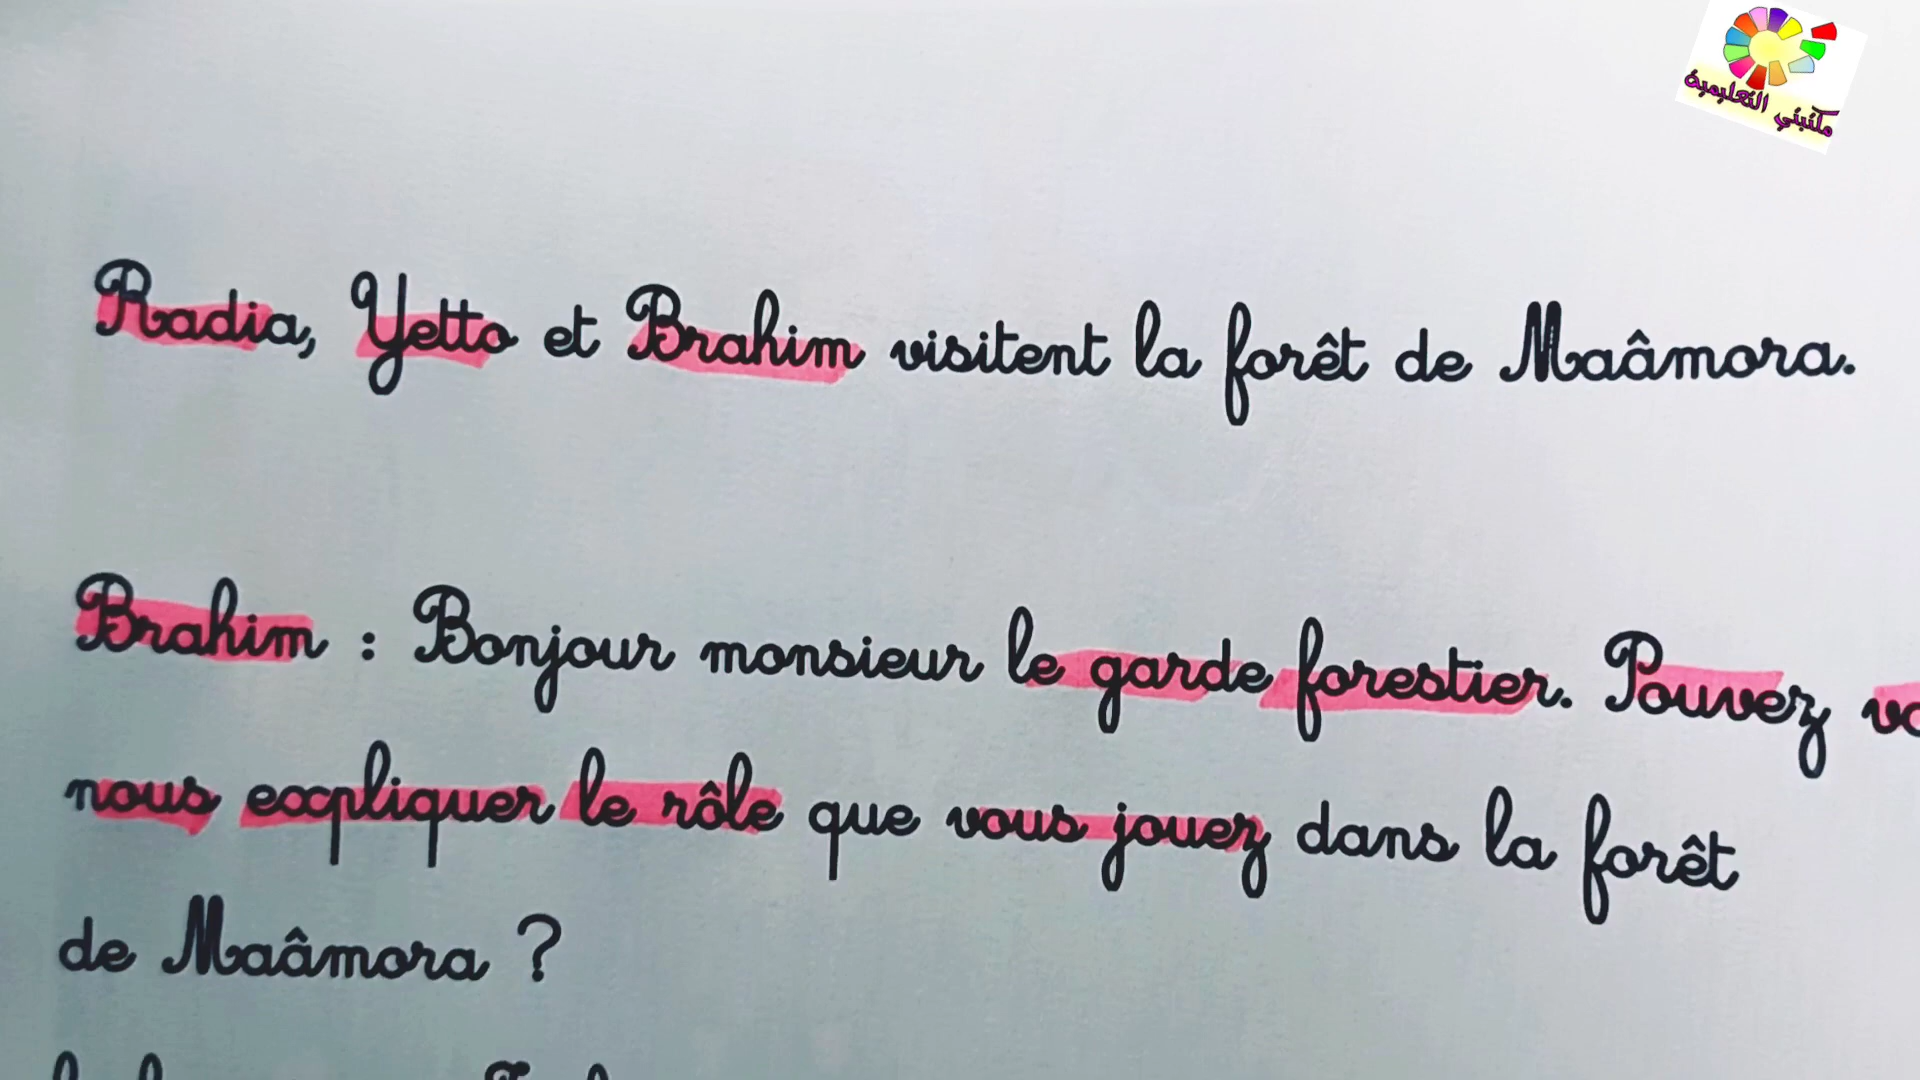 مكتبتي التعليمية
Radia, Yetto et Brahim visitent la forêt de Maâmora.
Brahim : Bonjour monsieur le garde forestier. Pouvez
nous expliquer le rôle que vous jouez dans la forêt
de Maâmora ?